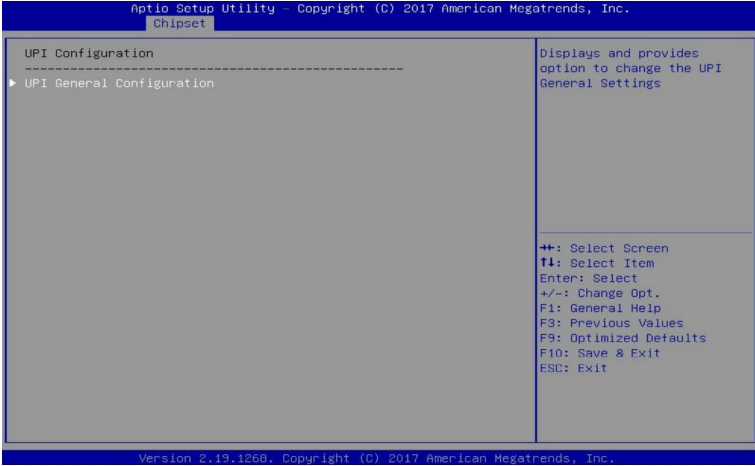 Aptio Setup Utility – Copyright (C) 2017 American Megatrends, Inc.
Chipset
UPI Configuration
--------------------------------------------------
▶ UPI General Configuration
Displays and provides
option to change the UPI
General Settings
→←: Select Screen
↑↓: Select Item
Enter: Select
+/-: Change Opt.
F1: General Help
F3: Previous Values
F9: Optimized Defaults
F10: Save & Exit
ESC: Exit
Version 2.19.1268. Copyright (C) 2017 American Megatrends, Inc.